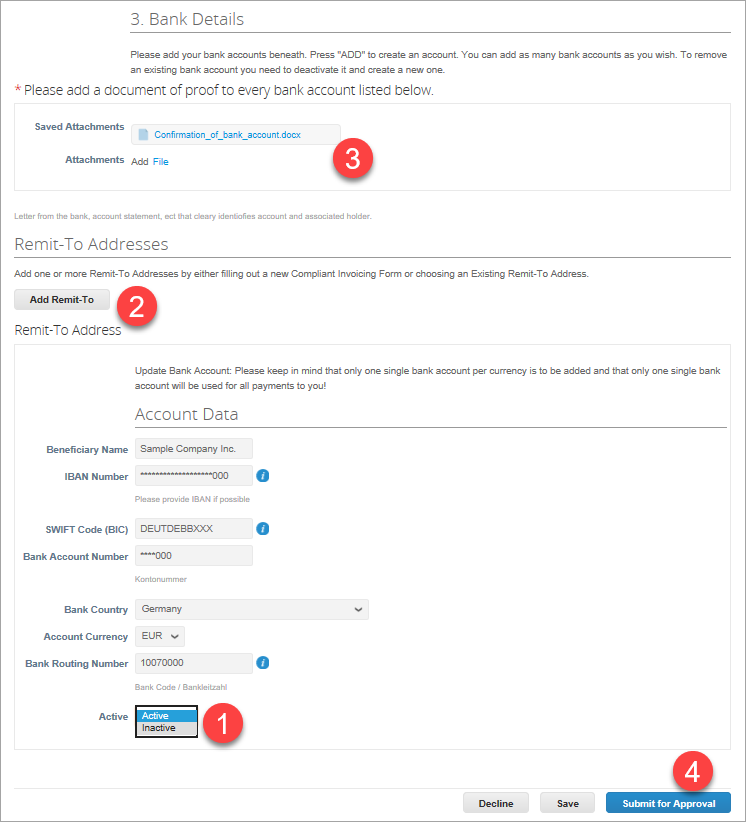 3. Bank Details
Please add your bank accounts beneath. Press "ADD" to create an account. You can add as many bank accounts as you wish. To remove
an existing bank account you need to deactivate it and create a new one.
* Please add a document of proof to every bank account listed below.
Saved Attachments
Confirmation_of_bank_account.docx
3
Attachments Add File
Letter from the bank, account statement, ect that cleary identiofies account and associated holder.
Remit-To Addresses
Add one or more Remit-To Addresses by either filling out a new Compliant Invoicing Form or choosing an Existing Remit-To Address.
Add Remit-To
2
Remit-To Address
Update Bank Account: Please keep in mind that only one single bank account per currency is to be added and that only one single bank
account will be used for all payments to you!
Account Data
Beneficiary Name Sample Company Inc.
IBAN Number *******************000 i
Please provide IBAN if possible
SWIFT Code (BIC) DEUTDEBBXXX i
Bank Account Number ****000
Kontonummer
Bank Country Germany
Account Currency EUR
Bank Routing Number 10070000 i
Bank Code / Bankleitzahl
Active Active
Inactive
1
4
Decline Save Submit for Approval